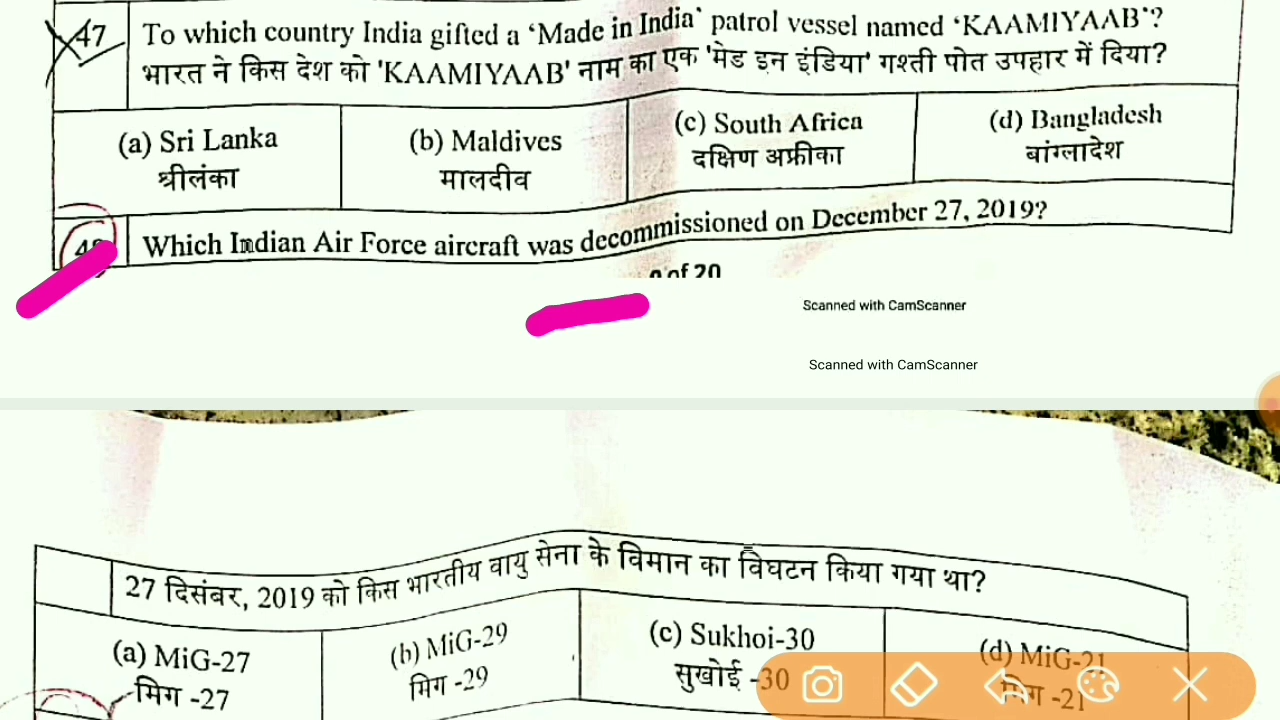 47 To which country India gifted a ‘Made in India’ patrol vessel named ‘KAAMIYAAB’?
भारत ने किस देश को 'KAAMIYAAB' नाम का एक 'मेड इन इंडिया' गश्ती पोत उपहार में दिया?
(a) Sri Lanka (b) Maldives (c) South Africa (d) Bangladesh
श्रीलंका मालदीव दक्षिण अफ्रीका बांग्लादेश
Which Indian Air Force aircraft was decommissioned on December 27, 2019?
of 20
Scanned with CamScanner
Scanned with CamScanner
27 दिसंबर, 2019 को किस भारतीय वायु सेना के विमान का विघटन किया गया था?
(a) MiG-27 (b) MiG-29 (c) Sukhoi-30 (d) MiG-21
मिग -27 मिग -29 सुखोई -30 मिग -21